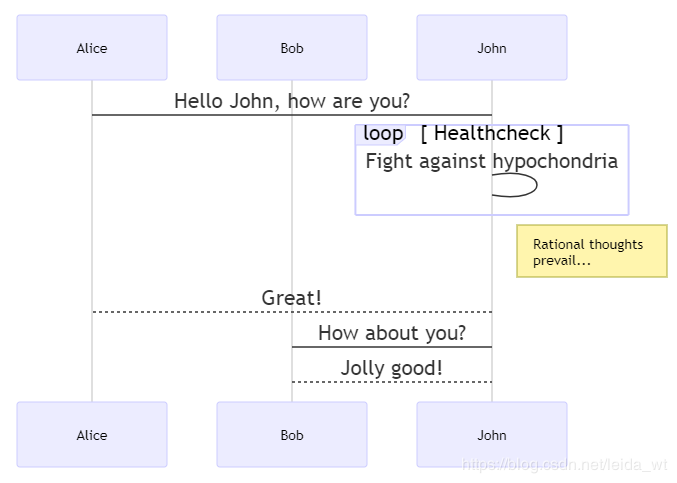 Alice
Bob
John
Hello John, how are you?
loop [ Healthcheck ]
Fight against hypochondria
Rational thoughts
prevail...
Great!
How about you?
Jolly good!
Alice
Bob
John
https://blog.csdn.net/leida_wt